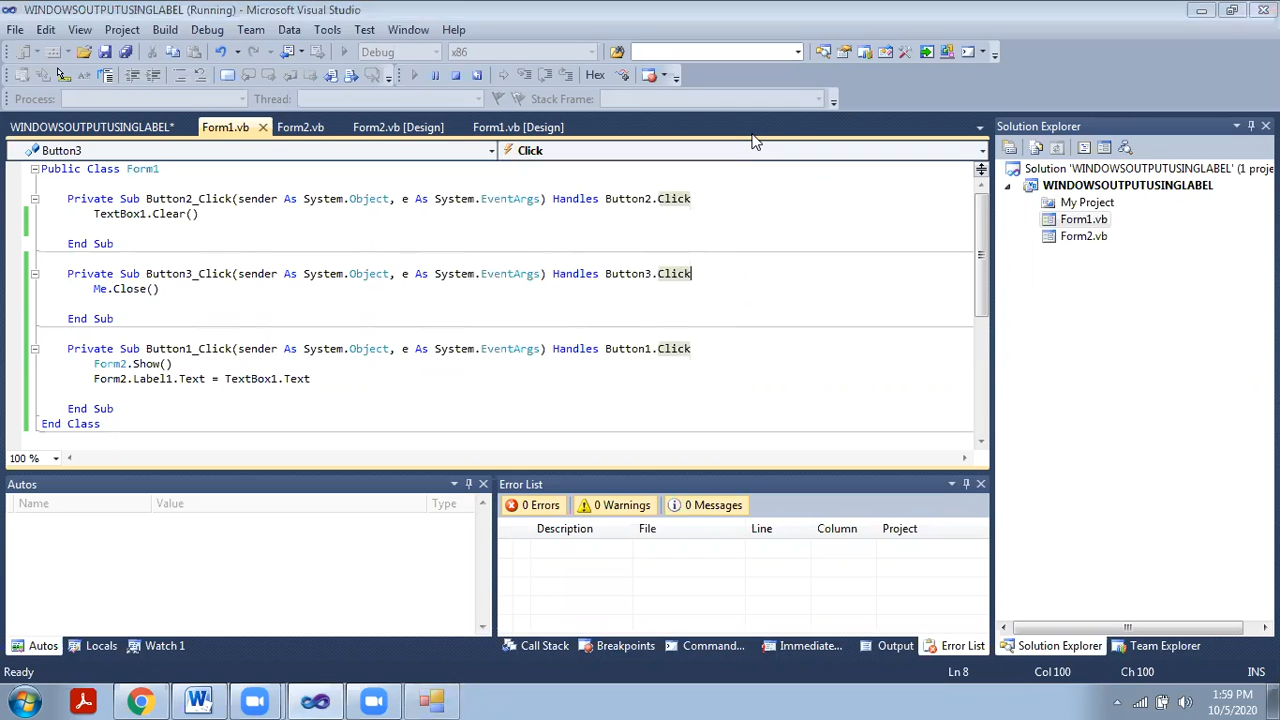 WINDOWSOUTPUTUSINGLABEL (Running) - Microsoft Visual Studio
File Edit View Project Build Debug Team Data Tools Test Window Help
Debug x86
Hex
Process: Thread: Stack Frame:
WINDOWSOUTPUTUSINGLABEL* Form1.vb Form2.vb Form2.vb [Design] Form1.vb [Design]
Button3 Click
Public Class Form1
Private Sub Button2_Click(sender As System.Object, e As System.EventArgs) Handles Button2.Click
TextBox1.Clear()
End Sub
Private Sub Button3_Click(sender As System.Object, e As System.EventArgs) Handles Button3.Click
Me.Close()
End Sub
Private Sub Button1_Click(sender As System.Object, e As System.EventArgs) Handles Button1.Click
Form2.Show()
Form2.Label1.Text = TextBox1.Text
End Sub
End Class
100 %
Solution Explorer
Solution 'WINDOWSOUTPUTUSINGLABEL' (1 proje
WINDOWSOUTPUTUSINGLABEL
My Project
Form1.vb
Form2.vb
Autos
Name Value Type
Error List
0 Errors 0 Warnings 0 Messages
Description File Line Column Project
Autos Locals Watch 1
Call Stack Breakpoints Command... Immediate... Output Error List
Solution Explorer Team Explorer
Ready Ln 8 Col 100 Ch 100 INS
1:59 PM
10/5/2020